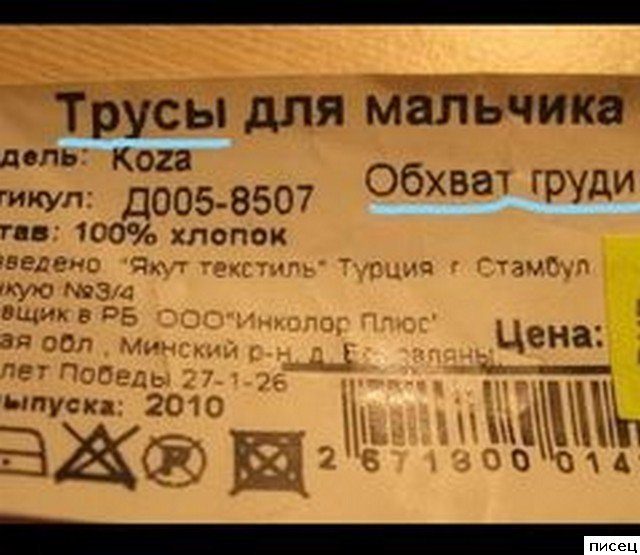 Трусы для мальчика
дель: Koza
Обхват груди
тикул: Д005-8507
тав: 100% хлопок
зведено "Якут текстиль" Турция г Стамбул
кую №3/4
вщик в РБ ООО"Инколор Плюс"
Цена:
ая обл , Минский р-н, д.
лет Победы 27-1-26
ыпуска: 2010
2 671300 014
писец